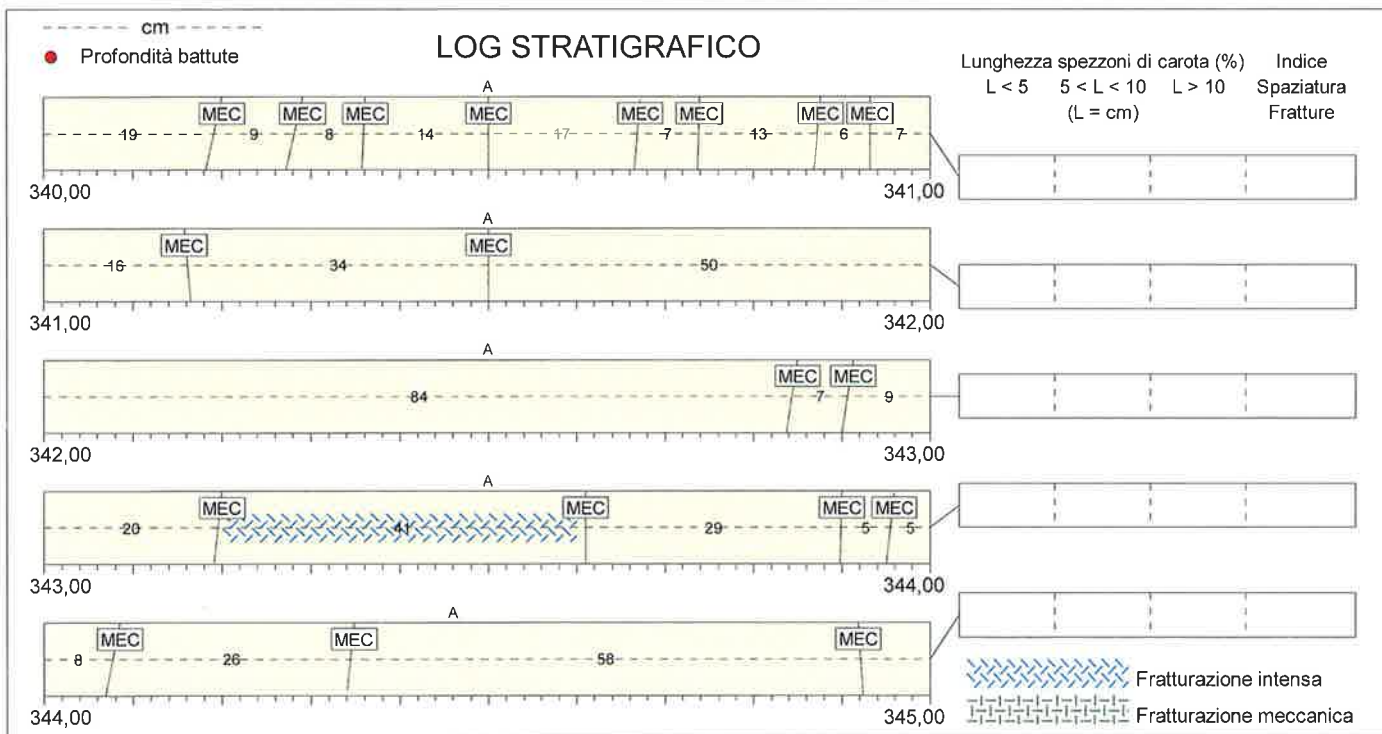 cm
Profondità battute
LOG STRATIGRAFICO
Lunghezza spezzoni di carota (%) Indice
L < 5 5 < L < 10 L > 10 Spaziatura
(L = cm) Fratture
A
MEC MEC MEC MEC MEC MEC MEC MEC
19 9 8 14 17 7 13 6 7
340,00 341,00
A
MEC MEC
16 34 50
341,00 342,00
A
MEC MEC
84 7 9
342,00 343,00
A
MEC MEC MEC MEC
20 41 29 5 5
343,00 344,00
A
MEC MEC MEC
8 26 58
344,00 345,00
Fratturazione intensa
Fratturazione meccanica